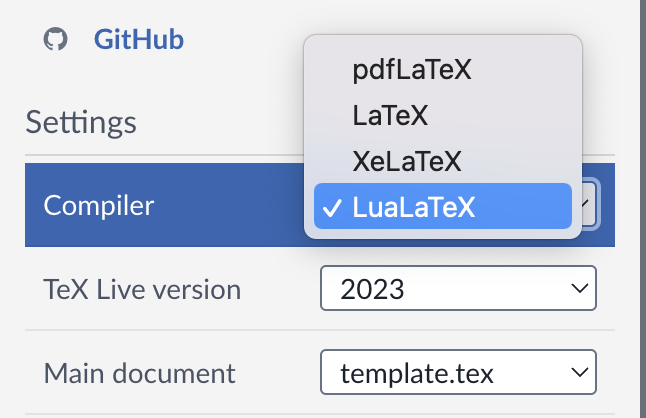 GitHub
pdfLaTeX
LaTeX
Settings
XeLaTeX
Compiler
✓ LuaLaTeX
TeX Live version 2023
Main document template.tex